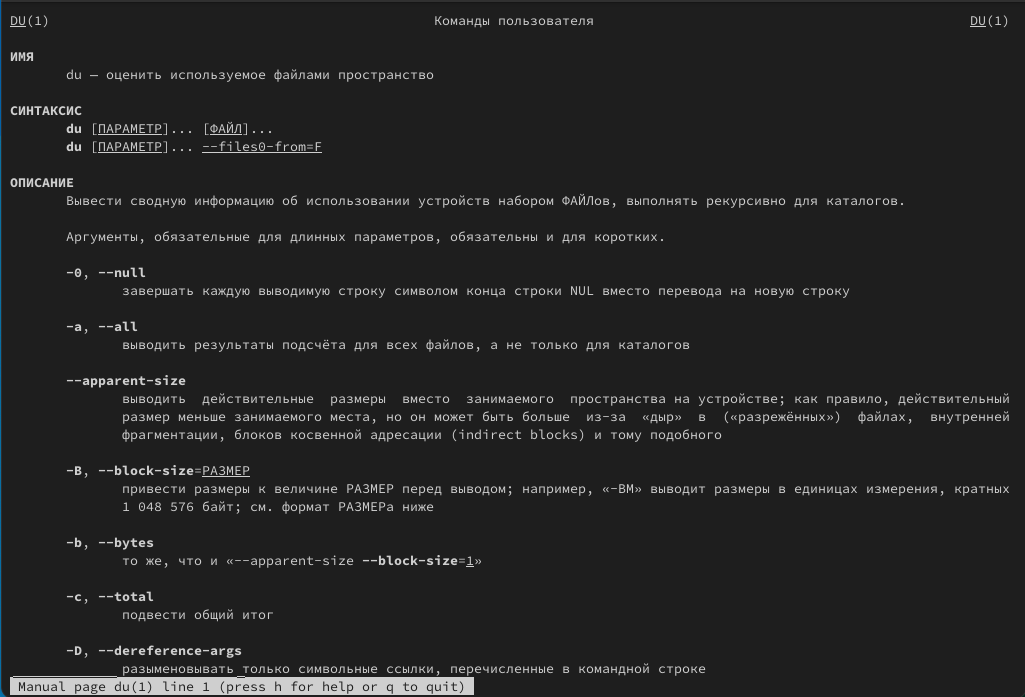 DU(1) Команды пользователя DU(1)
ИМЯ
du — оценить используемое файлами пространство
СИНТАКСИС
du [ПАРАМЕТР]... [ФАЙЛ]...
du [ПАРАМЕТР]... --files0-from=F
ОПИСАНИЕ
Вывести сводную информацию об использовании устройств набором ФАЙЛов, выполнять рекурсивно для каталогов.
Аргументы, обязательные для длинных параметров, обязательны и для коротких.
-0, --null
завершать каждую выводимую строку символом конца строки NUL вместо перевода на новую строку
-a, --all
выводить результаты подсчёта для всех файлов, а не только для каталогов
--apparent-size
выводить действительные размеры вместо занимаемого пространства на устройстве; как правило, действительный
размер меньше занимаемого места, но он может быть больше из-за «дыр» в («разрежённых») файлах, внутренней
фрагментации, блоков косвенной адресации (indirect blocks) и тому подобного
-B, --block-size=РАЗМЕР
привести размеры к величине РАЗМЕР перед выводом; например, «-BM» выводит размеры в единицах измерения, кратных
1 048 576 байт; см. формат РАЗМЕРа ниже
-b, --bytes
то же, что и «--apparent-size --block-size=1»
-c, --total
подвести общий итог
-D, --dereference-args
разыменовывать только символьные ссылки, перечисленные в командной строке
Manual page du(1) line 1 (press h for help or q to quit)